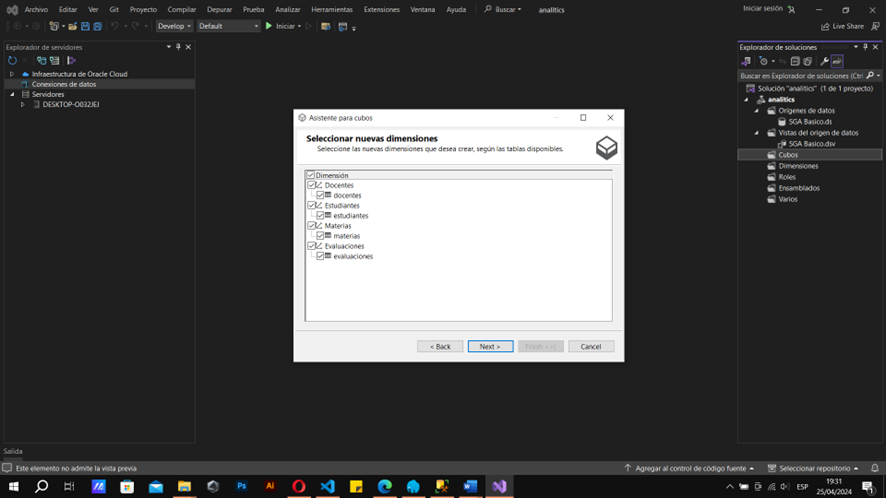 Archivo Editar Ver Git Proyecto Compilar Depurar Prueba Analizar Herramientas Extensiones Ventana Ayuda Buscar analitics Iniciar sesión
Develop Default Iniciar Live Share
Explorador de servidores
Infraestructura de Oracle Cloud
Conexiones de datos
Servidores
DESKTOP-O032JEJ
Asistente para cubos
Seleccionar nuevas dimensiones
Seleccione las nuevas dimensiones que desea crear, según las tablas disponibles.
Dimensión
Docentes
docentes
Estudiantes
estudiantes
Materias
materias
Evaluaciones
evaluaciones
< Back Next > Finish >>| Cancel
Explorador de soluciones
Buscar en Explorador de soluciones (Ctrl
Solución "analitics" (1 de 1 proyecto)
analitics
Orígenes de datos
SGA Basico.ds
Vistas del origen de datos
SGA Basico.dsv
Cubos
Dimensiones
Roles
Ensamblados
Varios
Salida
Este elemento no admite la vista previa
Agregar al control de código fuente Seleccionar repositorio
ESP
19:31
25/04/2024